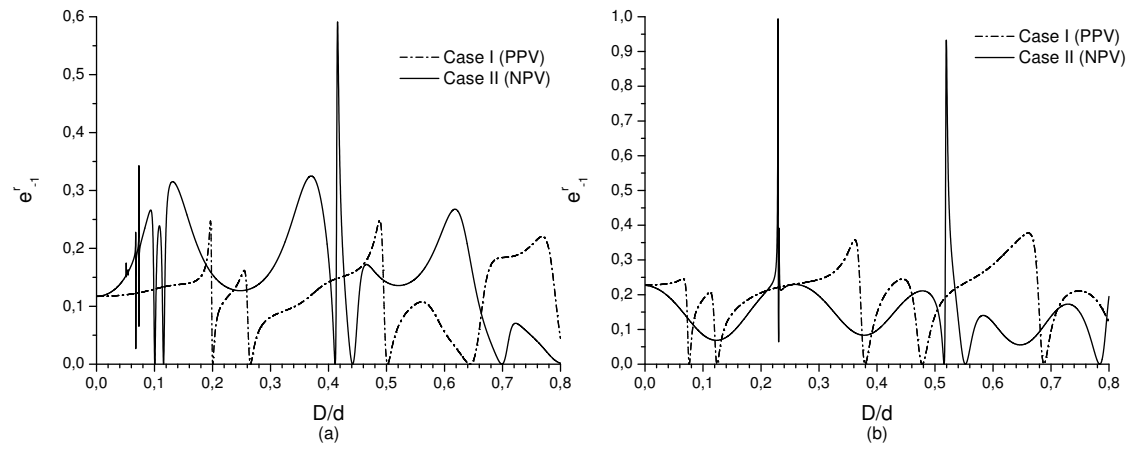 0,6
0,5
0,4
0,3
0,2
0,1
0,0
e^r_-1
Case I (PPV)
Case II (NPV)
0,0 0,1 0,2 0,3 0,4 0,5 0,6 0,7 0,8
D/d
(a)
1,0
0,9
0,8
0,7
0,6
0,5
0,4
0,3
0,2
0,1
0,0
e^r_-1
Case I (PPV)
Case II (NPV)
0,0 0,1 0,2 0,3 0,4 0,5 0,6 0,7 0,8
D/d
(b)